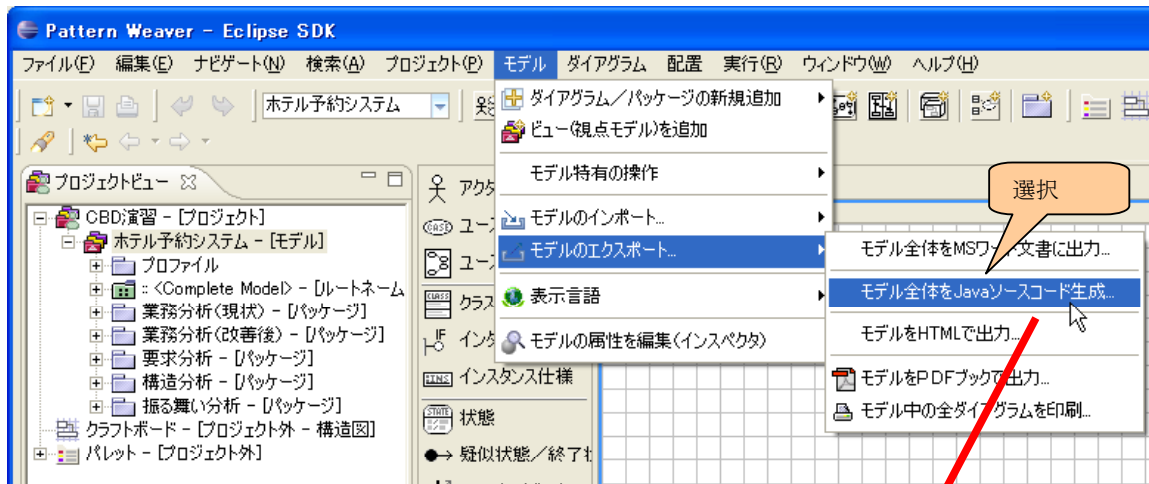 Pattern Weaver - Eclipse SDK
ファイル(F) 編集(E) ナビゲート(N) 検索(A) プロジェクト(P) モデル ダイアグラム 配置 実行(R) ウィンドウ(W) ヘルプ(H)
ホテル予約システム
ダイアグラム/パッケージの新規追加
ビュー(視点モデル)を追加
モデル特有の操作
モデルのインポート...
モデルのエクスポート...
表示言語
モデルの属性を編集(インスペクタ)
選択
モデル全体をMSワード文書に出力...
モデル全体をJavaソースコード生成...
モデルをHTMLで出力...
モデルをPDFブックで出力...
モデル中の全ダイアグラムを印刷...
プロジェクトビュー
CBD演習 - [プロジェクト]
ホテル予約システム - [モデル]
プロファイル
:: <Complete Model> - [ルートネーム
業務分析(現状) - [パッケージ]
業務分析(改善後) - [パッケージ]
要求分析 - [パッケージ]
構造分析 - [パッケージ]
振る舞い分析 - [パッケージ]
クラフトボード - [プロジェクト外 - 構造図]
パレット - [プロジェクト外]
アクタ
CASE ユー
ユー
CLASS クラス
IF インタ
INS インスタンス仕様
STATE 状態
疑似状態/終了